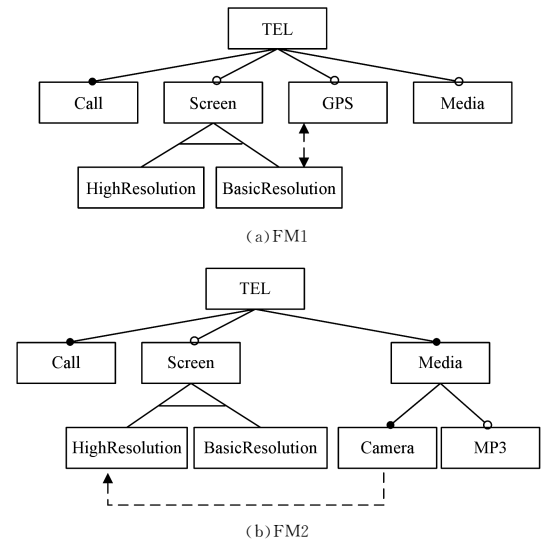 TEL
Call Screen GPS Media
HighResolution BasicResolution
(a)FM1
TEL
Call Screen Media
HighResolution BasicResolution Camera MP3
(b)FM2